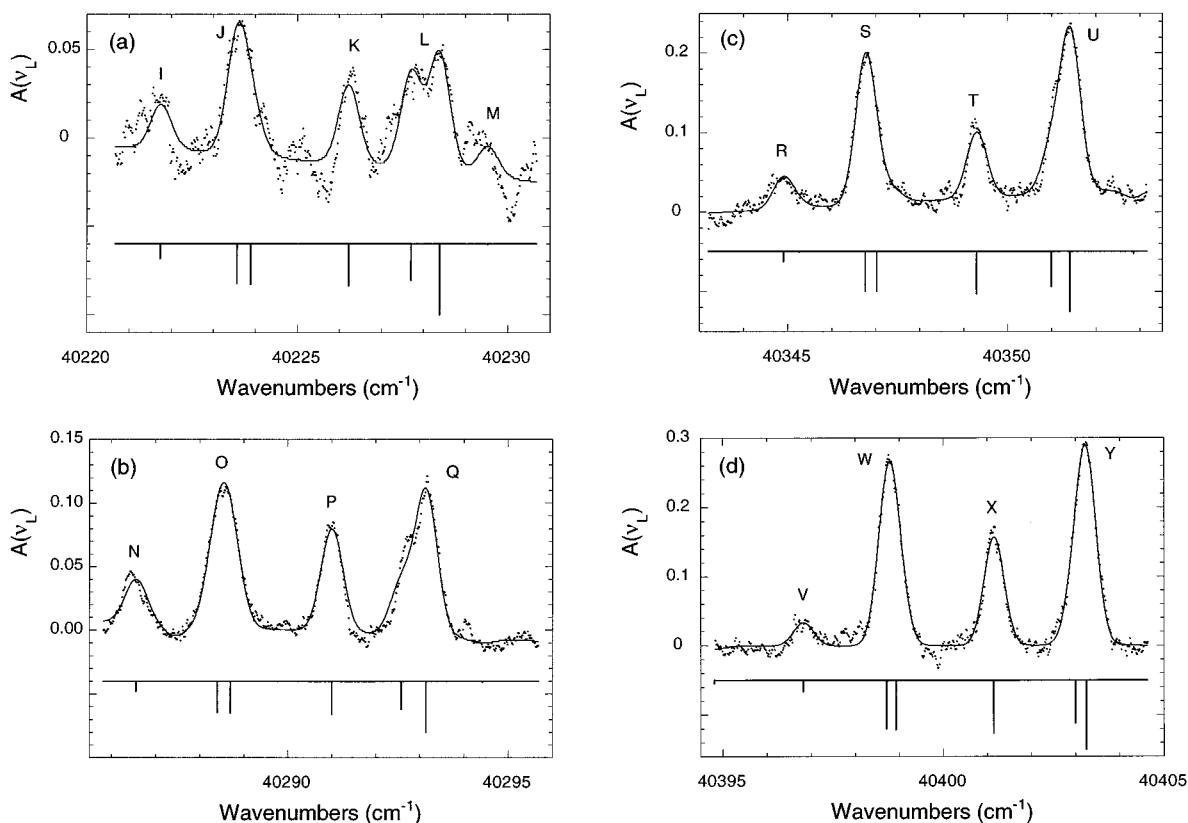 (a)
I
J
K
L
M
0.05
0
A(ν_L)
40220
40225
40230
Wavenumbers (cm⁻¹)
(c)
R
S
T
U
0.2
0.1
0
A(ν_L)
40345
40350
Wavenumbers (cm⁻¹)
(b)
N
O
P
Q
0.15
0.10
0.05
0.00
A(ν_L)
40290
40295
Wavenumbers (cm⁻¹)
(d)
V
W
X
Y
0.3
0.2
0.1
0
A(ν_L)
40395
40400
40405
Wavenumbers (cm⁻¹)